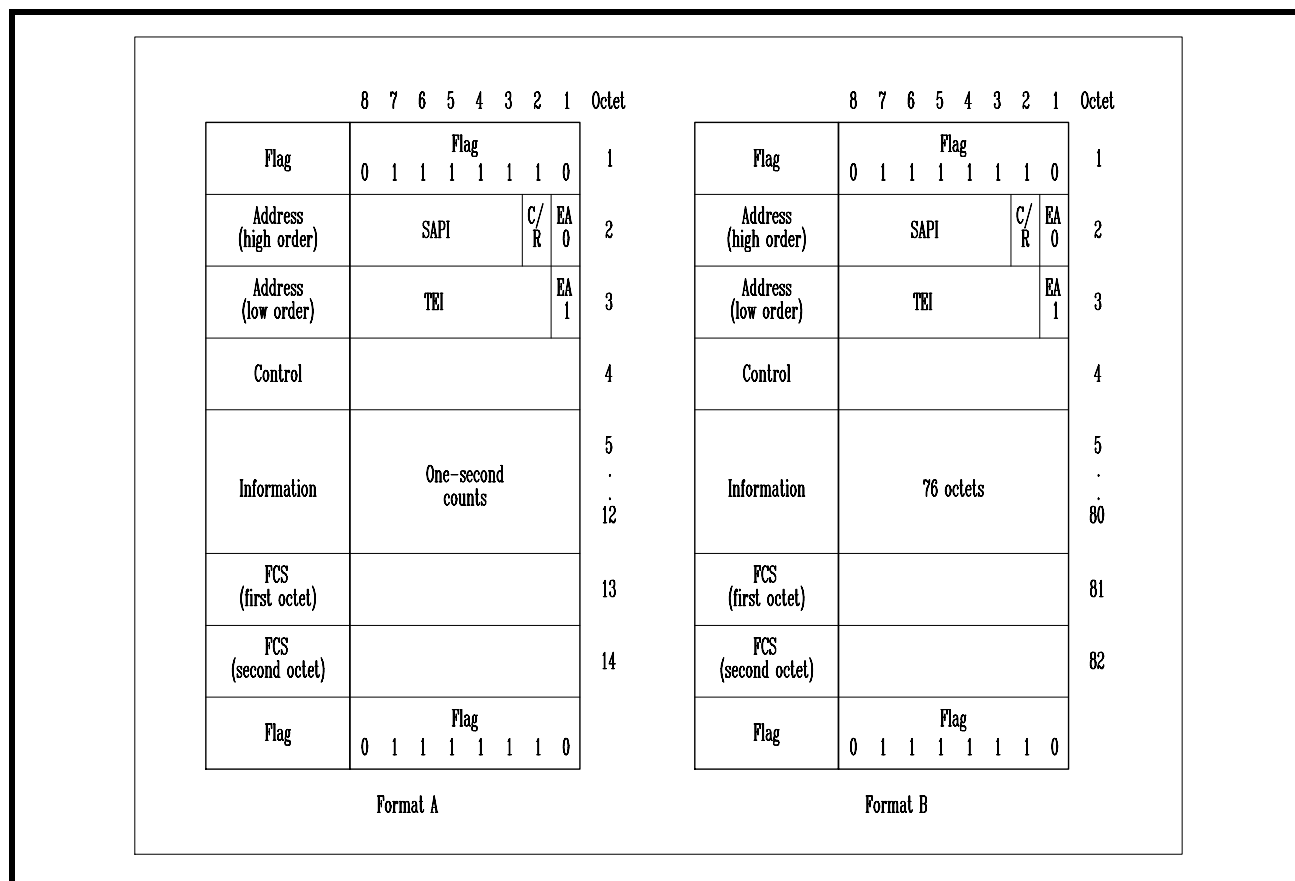 8 7 6 5 4 3 2 1 Octet
Flag
Flag
0 1 1 1 1 1 1 0
1
Address
(high order)
SAPI
C/
R
EA
0
2
Address
(low order)
TEI
EA
1
3
Control
4
Information
One-second
counts
5
.
.
12
FCS
(first octet)
13
FCS
(second octet)
14
Flag
Flag
0 1 1 1 1 1 1 0
Format A
8 7 6 5 4 3 2 1 Octet
Flag
Flag
0 1 1 1 1 1 1 0
1
Address
(high order)
SAPI
C/
R
EA
0
2
Address
(low order)
TEI
EA
1
3
Control
4
Information
76 octets
5
.
.
80
FCS
(first octet)
81
FCS
(second octet)
82
Flag
Flag
0 1 1 1 1 1 1 0
Format B